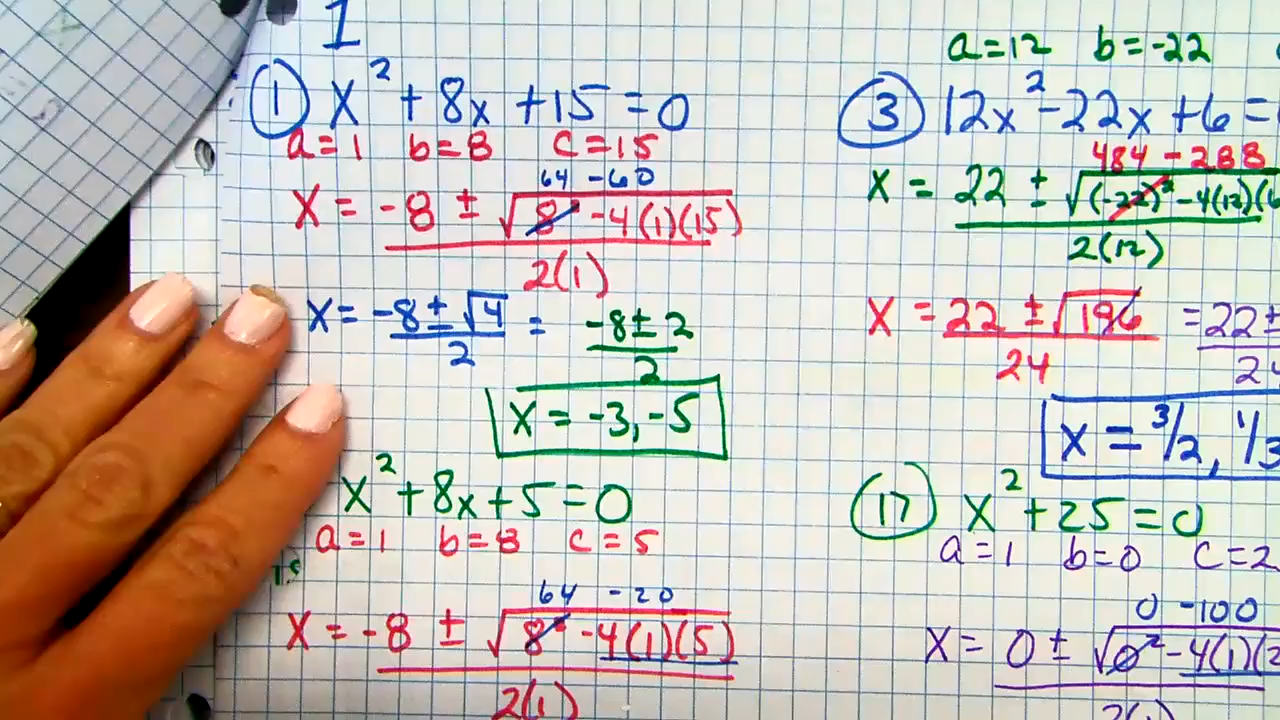 1
① x² + 8x + 15 = 0
a=1 b=8 c=15
64 - 60
x = -8 ± √8² - 4(1)(15)
2(1)
x = -8 ± √4 = -8 ± 2
2 2
x = -3, -5
x² + 8x + 5 = 0
a=1 b=8 c=5
64 - 20
x = -8 ± √8² - 4(1)(5)
2(1)
a=12 b=-22
③ 12x² - 22x + 6 =
484 - 288
x = 22 ± √(-22)² - 4(12)(
2(12)
x = 22 ± √196 = 22 ±
24 24
x = 3/2, 1/3
⑰ x² + 25 = 0
a=1 b=0 c=2
0 - 100
x = 0 ± √0² - 4(1)(2
2(1)